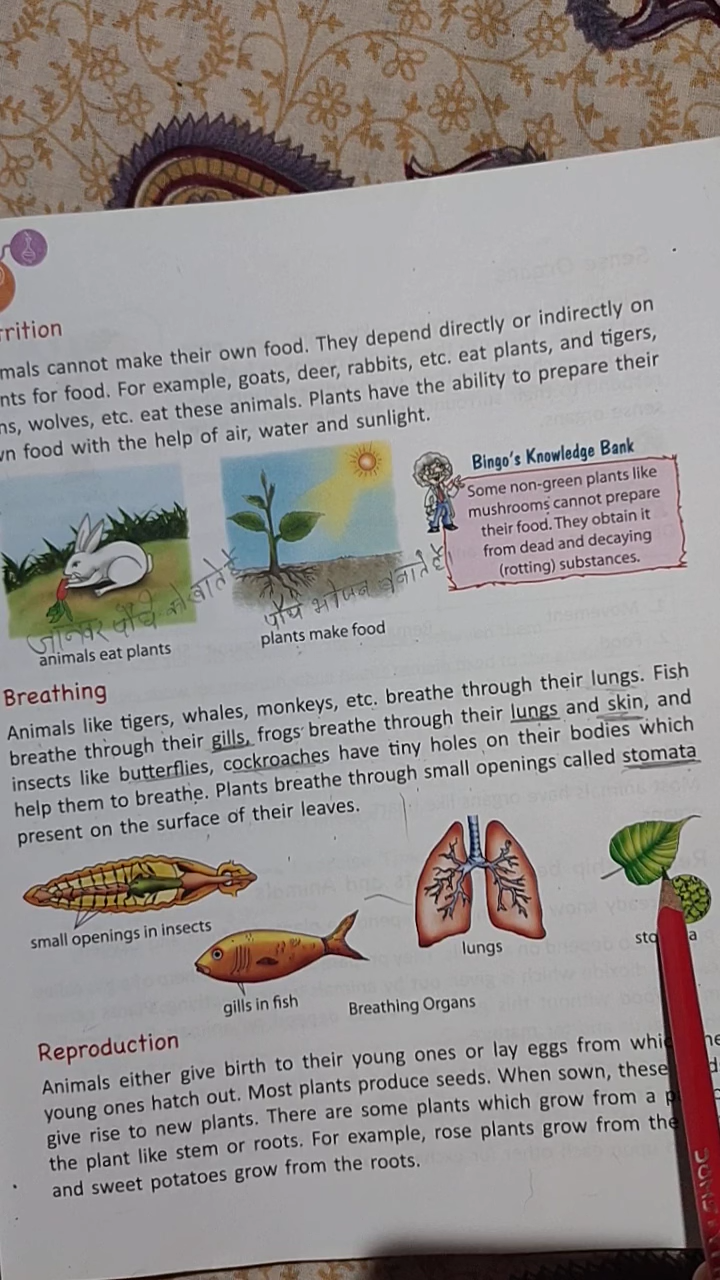 rrition
mals cannot make their own food. They depend directly or indirectly on
nts for food. For example, goats, deer, rabbits, etc. eat plants, and tigers,
ns, wolves, etc. eat these animals. Plants have the ability to prepare their
vn food with the help of air, water and sunlight.
Bingo's Knowledge Bank
Some non-green plants like
mushrooms cannot prepare
their food. They obtain it
from dead and decaying
(rotting) substances.
जानवर पौधे को खाते हैं
animals eat plants
पौधे भोजन बनाते हैं
plants make food
Breathing
Animals like tigers, whales, monkeys, etc. breathe through their lungs. Fish
breathe through their gills, frogs breathe through their lungs and skin, and
insects like butterflies, cockroaches have tiny holes on their bodies which
help them to breathe. Plants breathe through small openings called stomata
present on the surface of their leaves.
small openings in insects
gills in fish
lungs
sto a
Breathing Organs
Reproduction
Animals either give birth to their young ones or lay eggs from whic he
young ones hatch out. Most plants produce seeds. When sown, these d
give rise to new plants. There are some plants which grow from a p
the plant like stem or roots. For example, rose plants grow from the
and sweet potatoes grow from the roots.